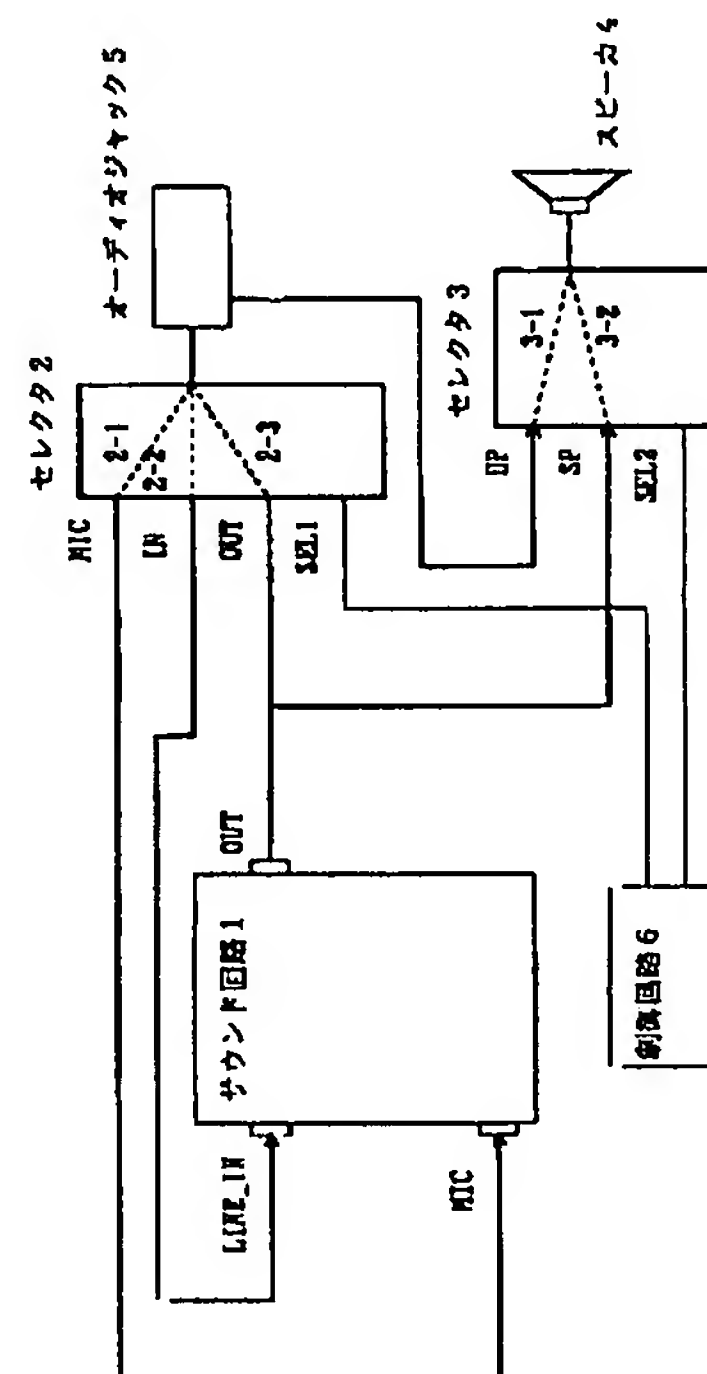 オーディオジャック5
スピーカ4
セレクタ2
セレクタ3
2-1
2-2
2-3
3-1
3-2
MIC
IN
OUT
SEL1
SP
SEL2
OUT
サウンド回路1
制御回路6
LINE_IN
MIC